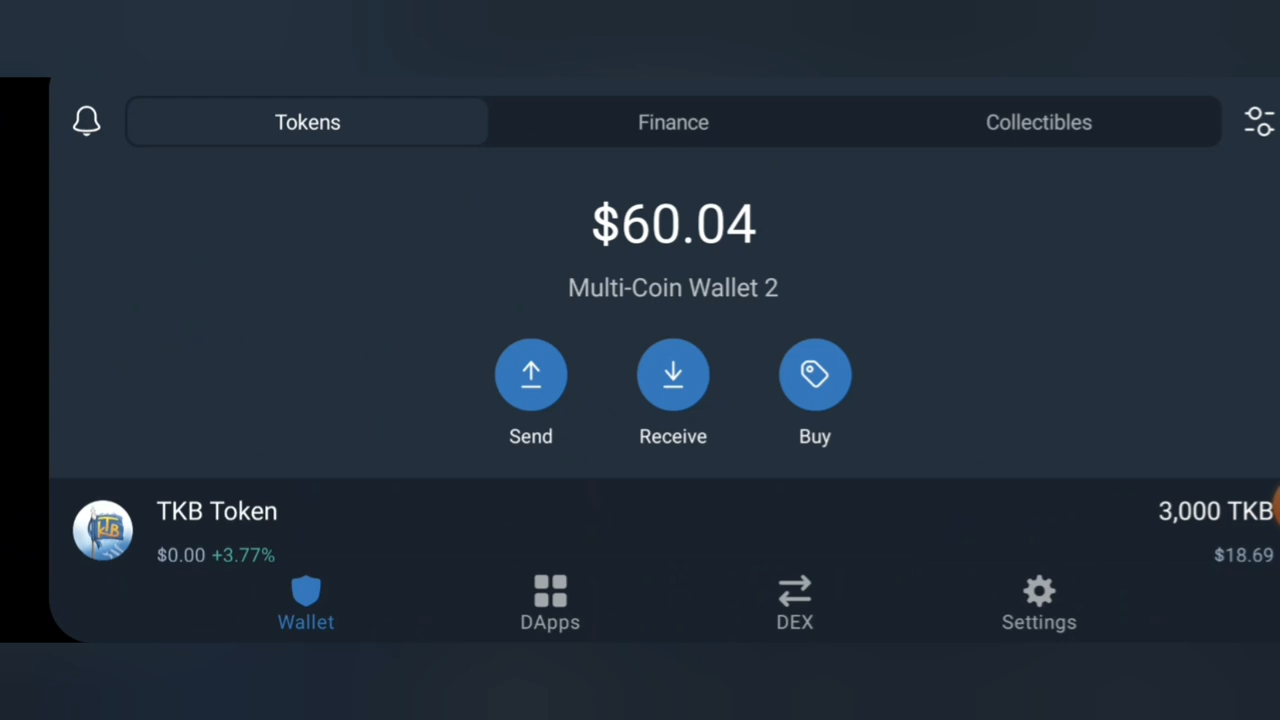 Tokens Finance Collectibles
$60.04
Multi-Coin Wallet 2
Send Receive Buy
TKB Token 3,000 TKB
$0.00 +3.77% $18.69
Wallet DApps DEX Settings